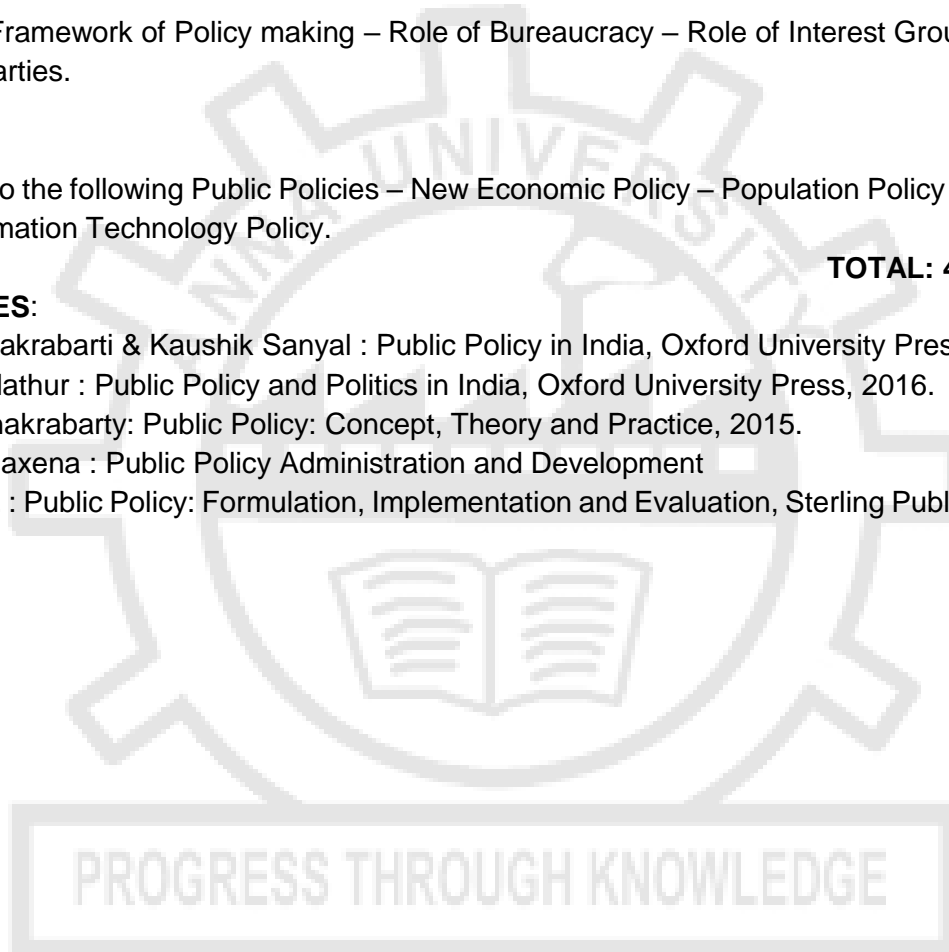 Framework of Policy making – Role of Bureaucracy – Role of Interest
arties.
UNIVERSITY
o the following Public Policies – New Economic Policy – Population Policy
mation Technology Policy.
TOTAL: 4
ES:
akrabarti & Kaushik Sanyal : Public Policy in India, Oxford University Pres
lathur : Public Policy and Politics in India, Oxford University Press, 2016.
akrabarty: Public Policy: Concept, Theory and Practice, 2015.
axena : Public Policy Administration and Development
: Public Policy: Formulation, Implementation and Evaluation, Sterling Publ
PROGRESS THROUGH KNOWLEDGE